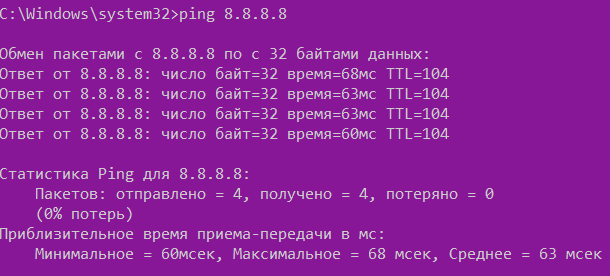 C:\Windows\system32>ping 8.8.8.8
Обмен пакетами с 8.8.8.8 по с 32 байтами данных:
Ответ от 8.8.8.8: число байт=32 время=68мс TTL=104
Ответ от 8.8.8.8: число байт=32 время=63мс TTL=104
Ответ от 8.8.8.8: число байт=32 время=63мс TTL=104
Ответ от 8.8.8.8: число байт=32 время=60мс TTL=104
Статистика Ping для 8.8.8.8:
Пакетов: отправлено = 4, получено = 4, потеряно = 0
(0% потерь)
Приблизительное время приема-передачи в мс:
Минимальное = 60мсек, Максимальное = 68 мсек, Среднее = 63 мсек